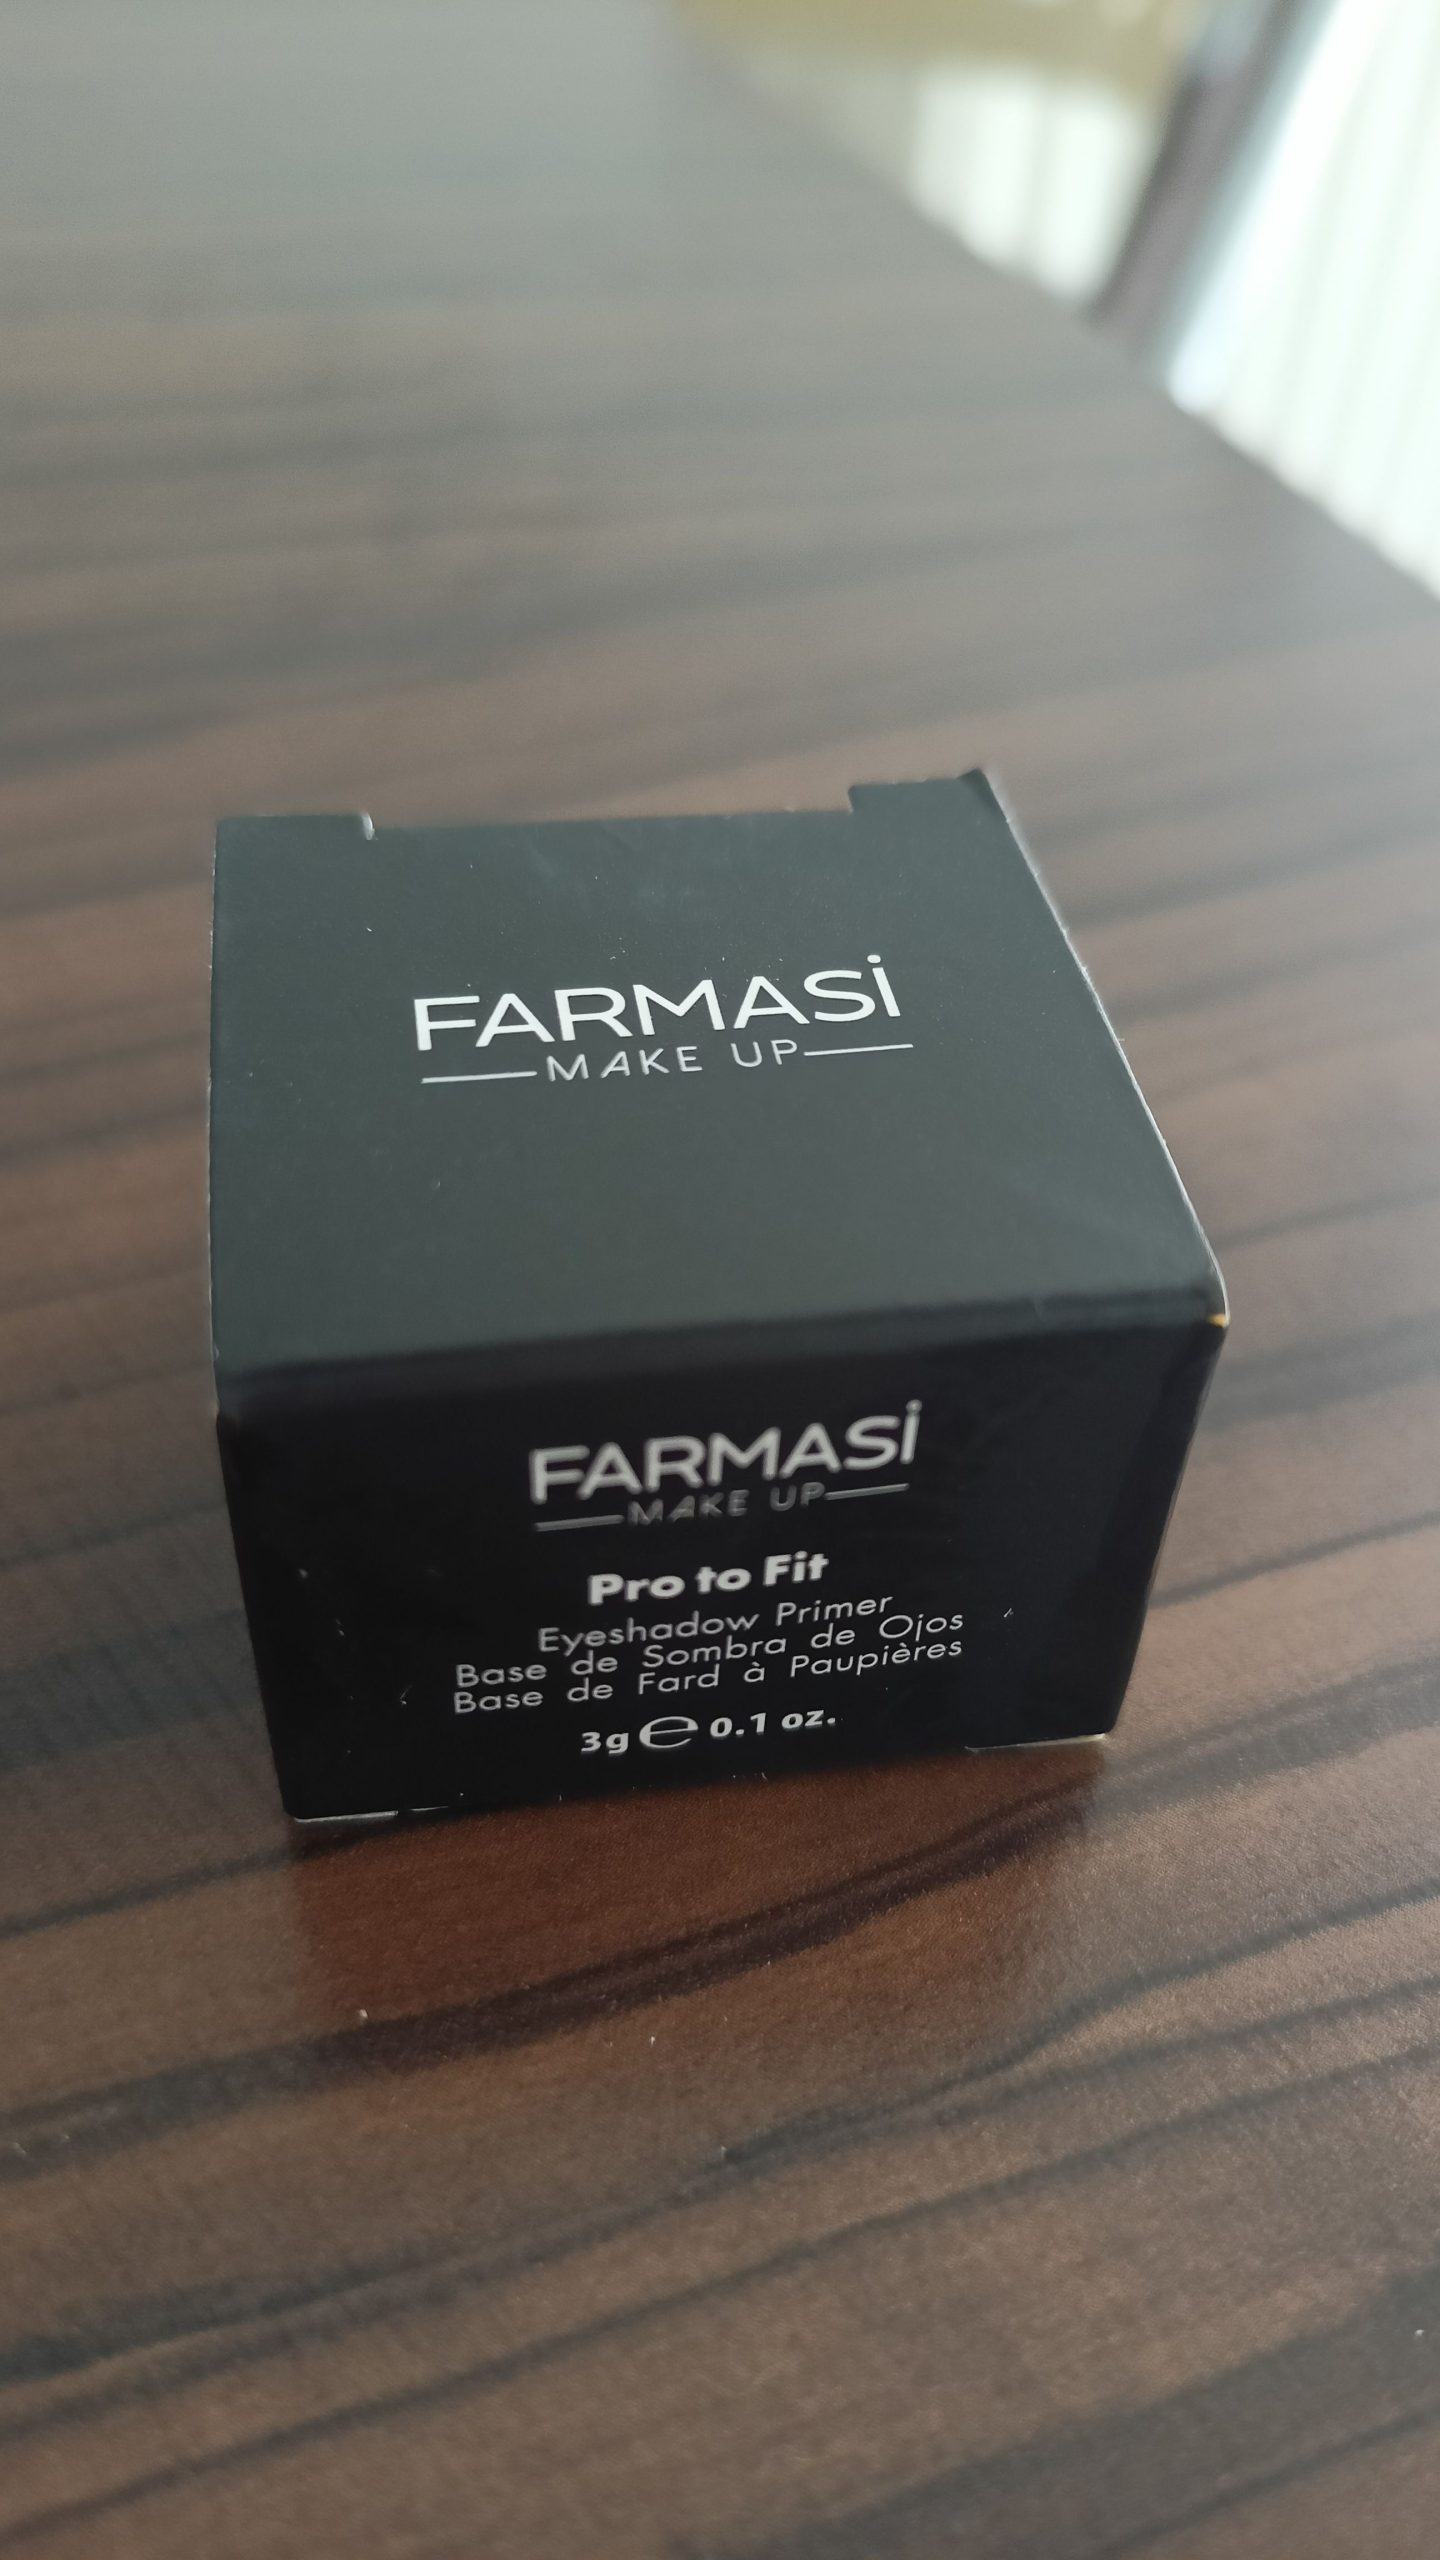 FARMASİ
MAKE UP
FARMASİ
MAKE UP
Pro to Fit
Eyeshadow Primer
Base de Sombra de Ojos
Base de Fard à Paupières
3g ℮ 0.1 oz.